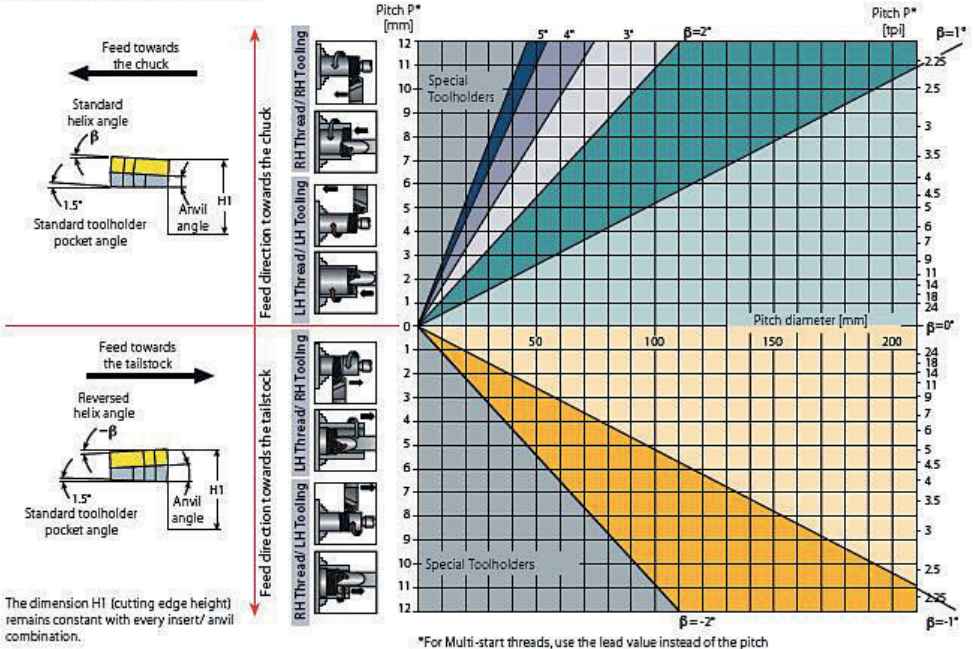 Feed towards
the chuck
Standard
helix angle
β
1.5°
Standard toolholder
pocket angle
Anvil
angle
H1
Feed towards
the tailstock
Reversed
helix angle
-β
1.5°
Standard toolholder
pocket angle
Anvil
angle
H1
The dimension H1 (cutting edge height)
remains constant with every insert/ anvil
combination.
Feed direction towards the chuck
RH Thread/ RH Tooling
LH Thread/ LH Tooling
Feed direction towards the tailstock
LH Thread/ RH Tooling
RH Thread/ LH Tooling
Pitch P*
[mm]
5° 4° 3° β=2°
Pitch P*
[tpi]
β=1°
12
11
10
9
8
7
6
5
4
3
2
1
0
1
2
3
4
5
6
7
8
9
10
11
12
Special
Toolholders
Pitch diameter [mm]
50 100 150 200
Special Toolholders
2.25
2.5
3
3.5
4
4.5
5
6
7
9
11
14
18
24
β=0°
24
18
14
11
9
7
6
5
4.5
4
3.5
3
2.5
2.25
β=-2°
β=-1°
*For Multi-start threads, use the lead value instead of the pitch